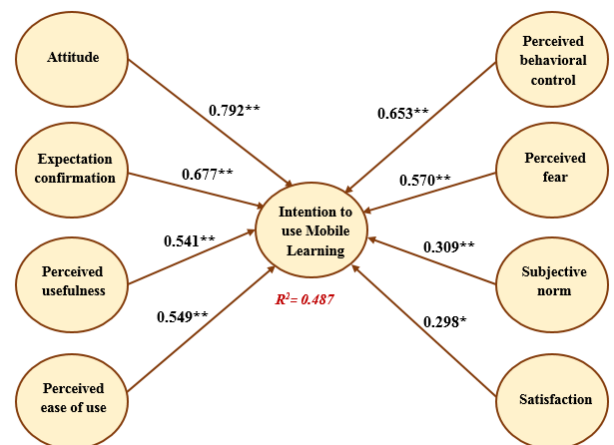 Attitude
Expectation
confirmation
Perceived
usefulness
Perceived
ease of use
0.792**
0.677**
0.541**
0.549**
Intention to
use Mobile
Learning
R²= 0.487
0.653**
0.570**
0.309**
0.298*
Perceived
behavioral
control
Perceived
fear
Subjective
norm
Satisfaction